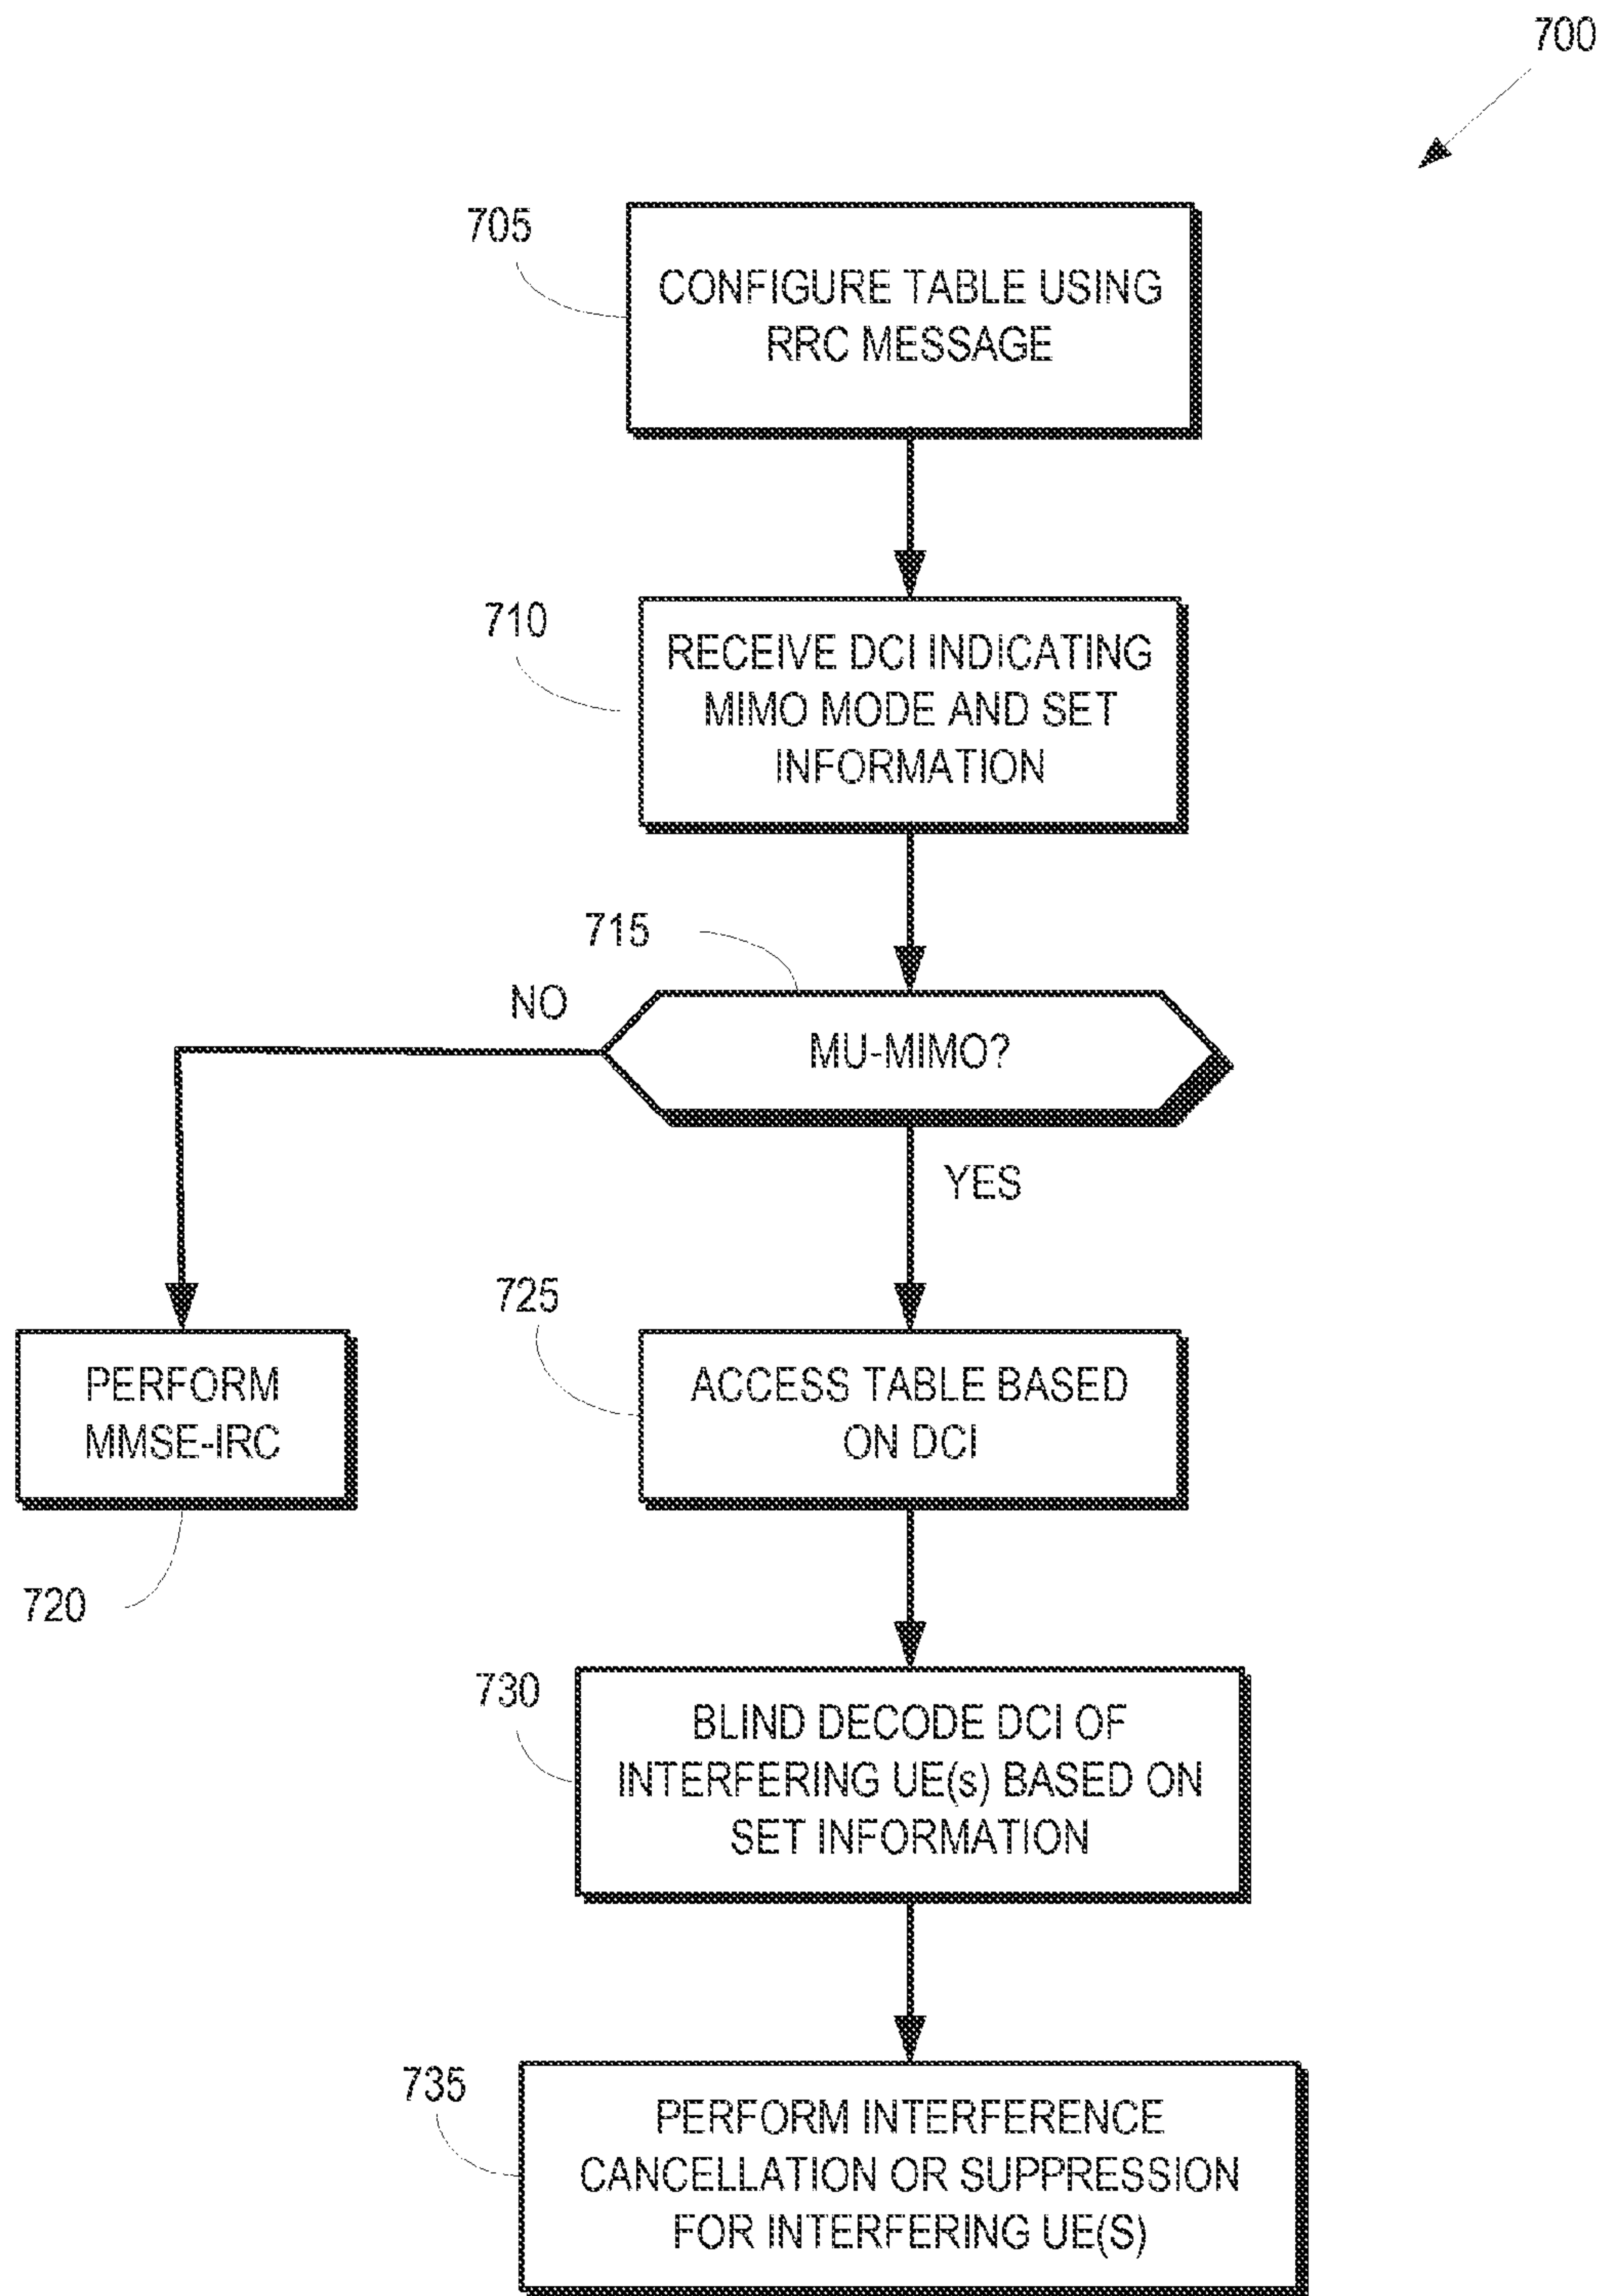 700
705
CONFIGURE TABLE USING
RRC MESSAGE
710
RECEIVE DCI INDICATING
MIMO MODE AND SET
INFORMATION
715
NO
MU-MIMO?
YES
PERFORM
MMSE-IRC
720
725
ACCESS TABLE BASED
ON DCI
730
BLIND DECODE DCI OF
INTERFERING UE(s) BASED ON
SET INFORMATION
735
PERFORM INTERFERENCE
CANCELLATION OR SUPPRESSION
FOR INTERFERING UE(S)